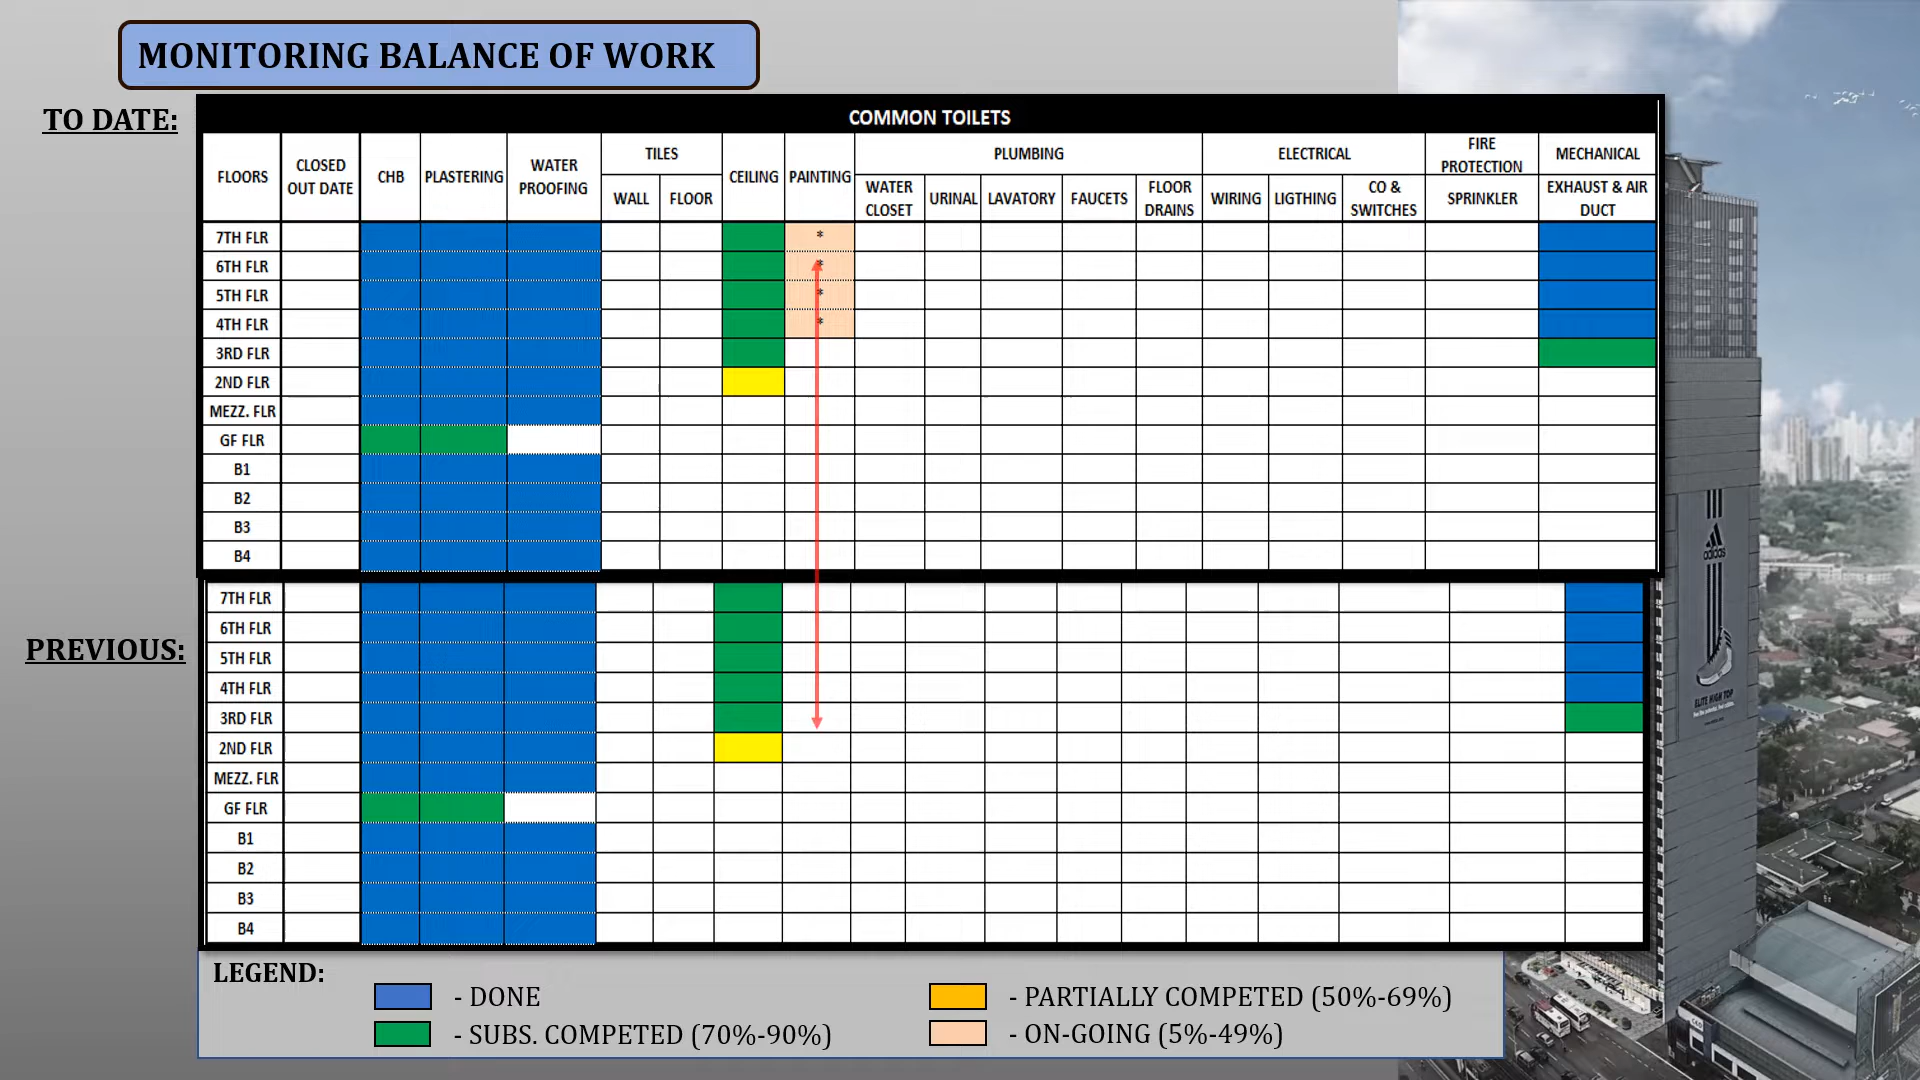 MONITORING BALANCE OF WORK
TO DATE:
COMMON TOILETS
FLOORS
CLOSED OUT DATE
CHB
PLASTERING
WATER PROOFING
TILES
WALL
FLOOR
CEILING
PAINTING
PLUMBING
WATER CLOSET
URINAL
LAVATORY
FAUCETS
FLOOR DRAINS
ELECTRICAL
WIRING
LIGTHING
CO & SWITCHES
FIRE PROTECTION
SPRINKLER
MECHANICAL
EXHAUST & AIR DUCT
7TH FLR *
6TH FLR *
5TH FLR *
4TH FLR *
3RD FLR
2ND FLR
MEZZ. FLR
GF FLR
B1
B2
B3
B4
PREVIOUS:
7TH FLR
6TH FLR
5TH FLR
4TH FLR
3RD FLR
2ND FLR
MEZZ. FLR
GF FLR
B1
B2
B3
B4
LEGEND:
- DONE
- SUBS. COMPETED (70%-90%)
- PARTIALLY COMPETED (50%-69%)
- ON-GOING (5%-49%)
adidas
ELITE HIGH TOP